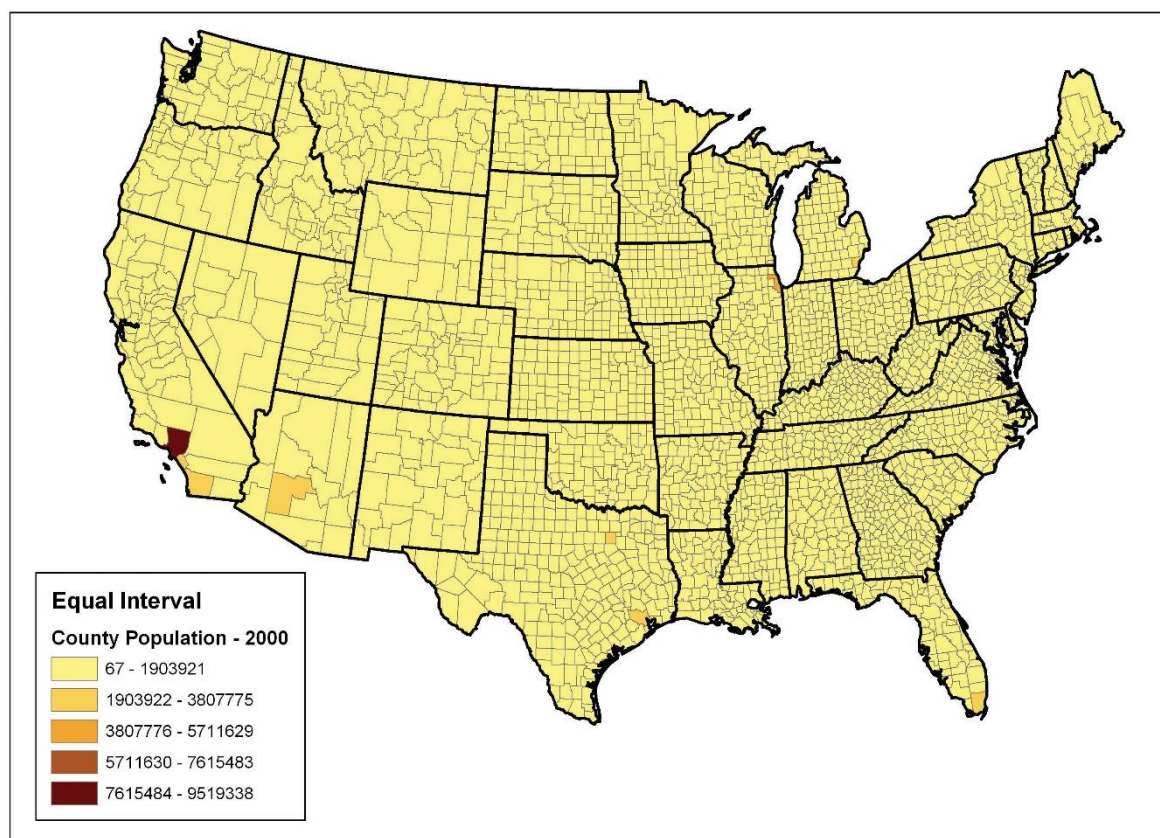 Equal Interval
County Population - 2000
67 - 1903921
1903922 - 3807775
3807776 - 5711629
5711630 - 7615483
7615484 - 9519338